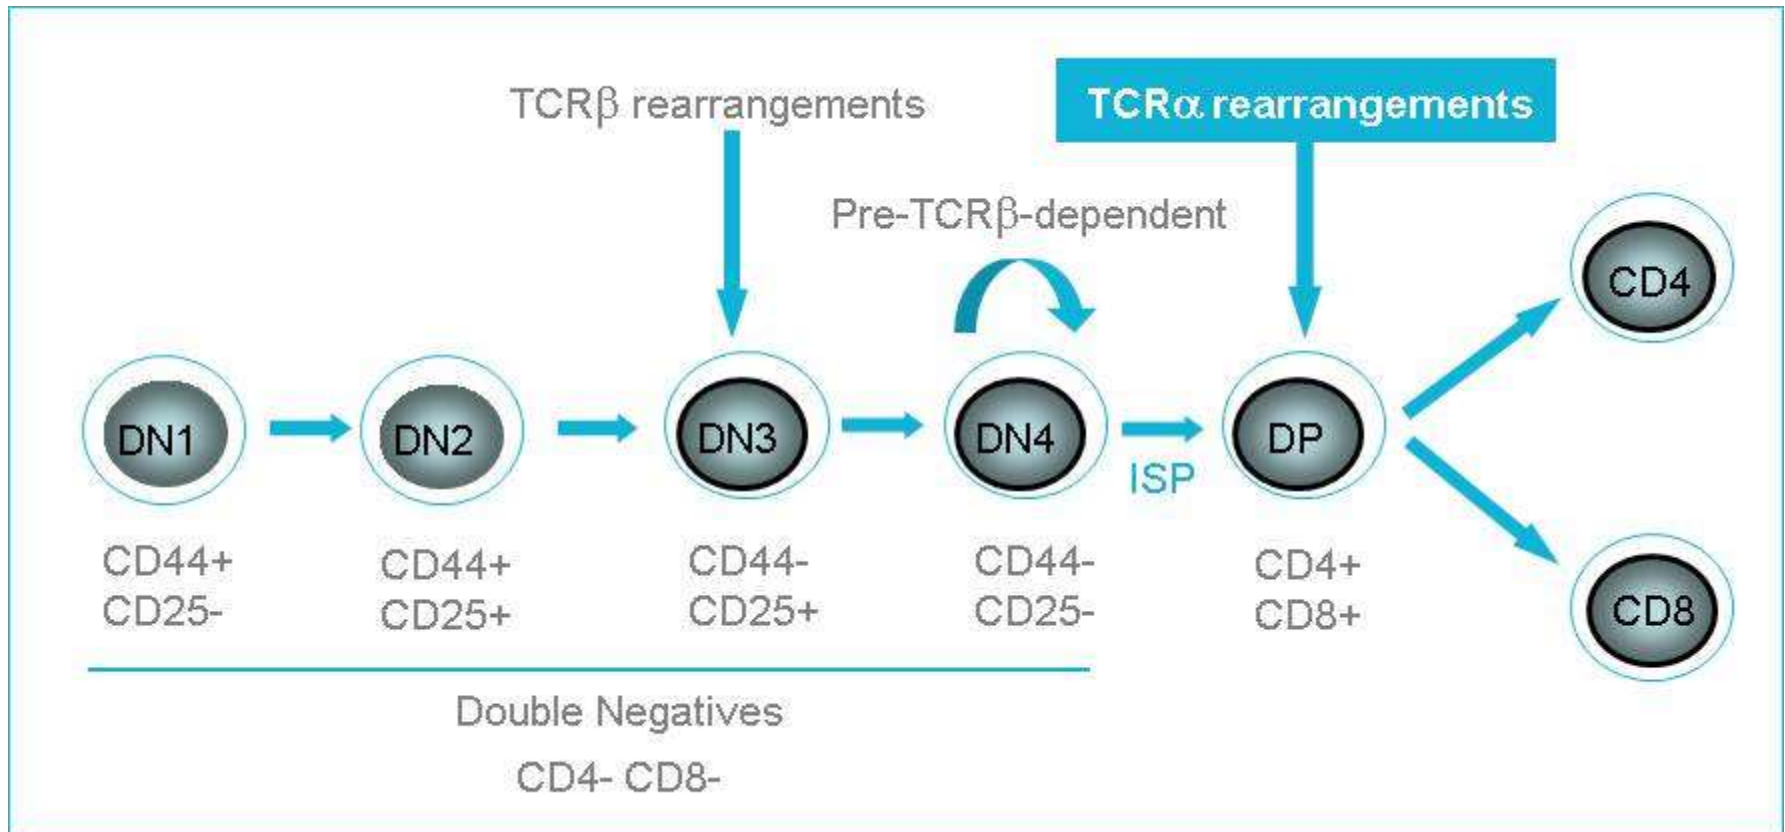 TCRβ rearrangements
TCRα rearrangements
Pre-TCRβ-dependent
CD4
DN1
DN2
DN3
DN4
DP
ISP
CD8
CD44+
CD25-
CD44+
CD25+
CD44-
CD25+
CD44-
CD25-
CD4+
CD8+
Double Negatives
CD4- CD8-